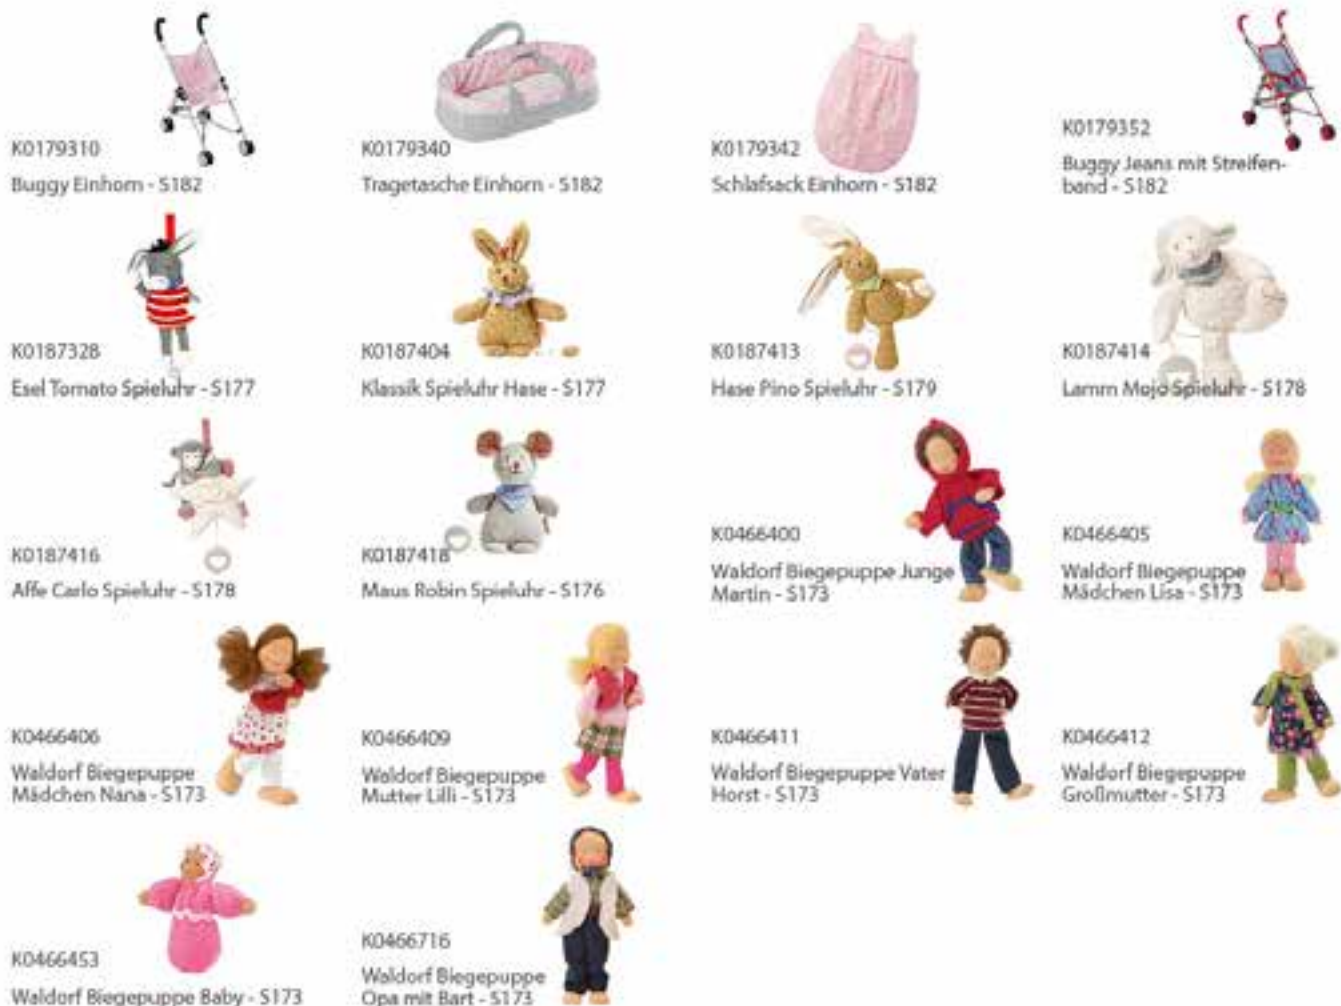 K0179310
Buggy Einhorn - S182
K0179340
Tragetasche Einhorn - S182
K0179342
Schlafsack Einhorn - S182
K0179352
Buggy Jeans mit Streifen-
band - S182
K0187328
Esel Tomato Spieluhr - S177
K0187404
Klassik Spieluhr Hase - S177
K0187413
Hase Pino Spieluhr - S179
K0187414
Lamm Mojo Spieluhr - S178
K0187416
Affe Carlo Spieluhr - S178
K0187418
Maus Robin Spieluhr - S176
K0466400
Waldorf Biegepuppe Junge
Martin - S173
K0466405
Waldorf Biegepuppe
Mädchen Lisa - S173
K0466406
Waldorf Biegepuppe
Mädchen Nana - S173
K0466409
Waldorf Biegepuppe
Mutter Lilli - S173
K0466411
Waldorf Biegepuppe Vater
Horst - S173
K0466412
Waldorf Biegepuppe
Großmutter - S173
K0466453
Waldorf Biegepuppe Baby - S173
K0466716
Waldorf Biegepuppe
Opa mit Bart - S173